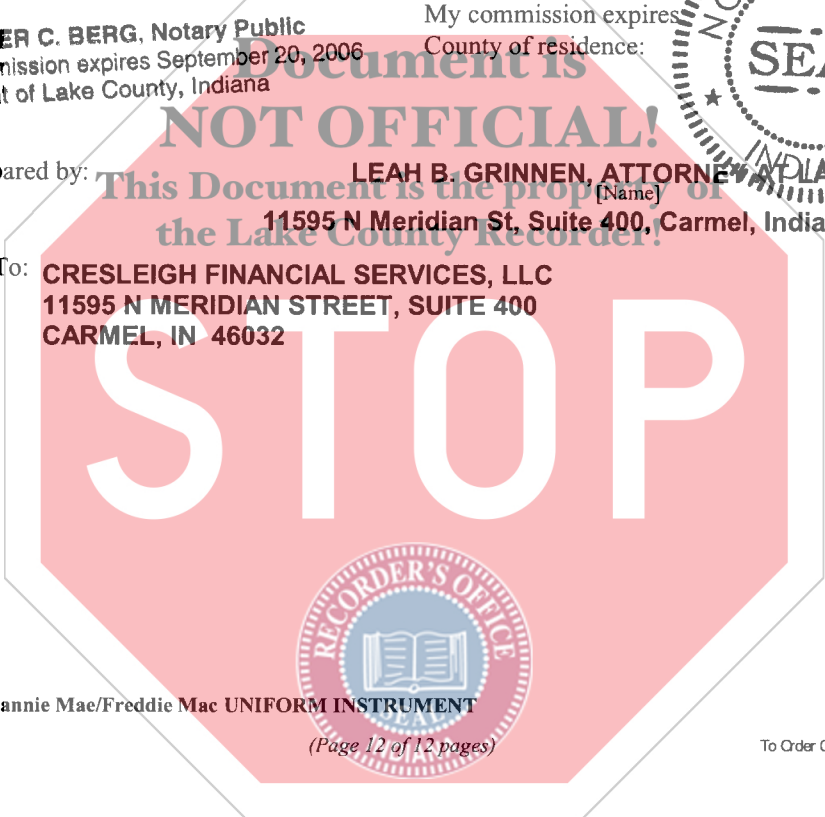 My commission expires
ER C. BERG, Notary Public
mission expires September 20, 2006
County of residence:
t of Lake County, Indiana
SEA
Document is
NOT OFFICIAL!
INDIA
ared by:
LEAH B. GRINNEN, ATTORNEY AT LA
This Document is the property of
[Name]
11595 N Meridian St, Suite 400, Carmel, India
the Lake County Recorder!
To:
CRESLEIGH FINANCIAL SERVICES, LLC
11595 N MERIDIAN STREET, SUITE 400
CARMEL, IN 46032
STOP
RECORDER'S OFFICE
SEAL
INDIANA
annie Mae/Freddie Mac UNIFORM INSTRUMENT
(Page 12 of 12 pages)
To Order C